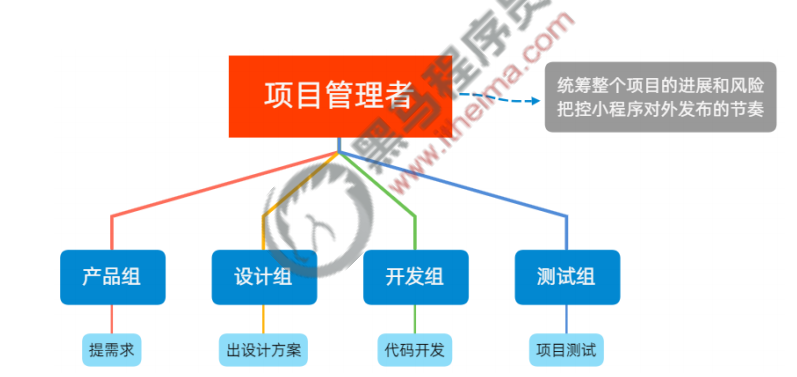 项目管理者
统筹整个项目的进展和风险
把控小程序对外发布的节奏
黑马程序员
www.itheima.com
产品组
设计组
开发组
测试组
提需求
出设计方案
代码开发
项目测试